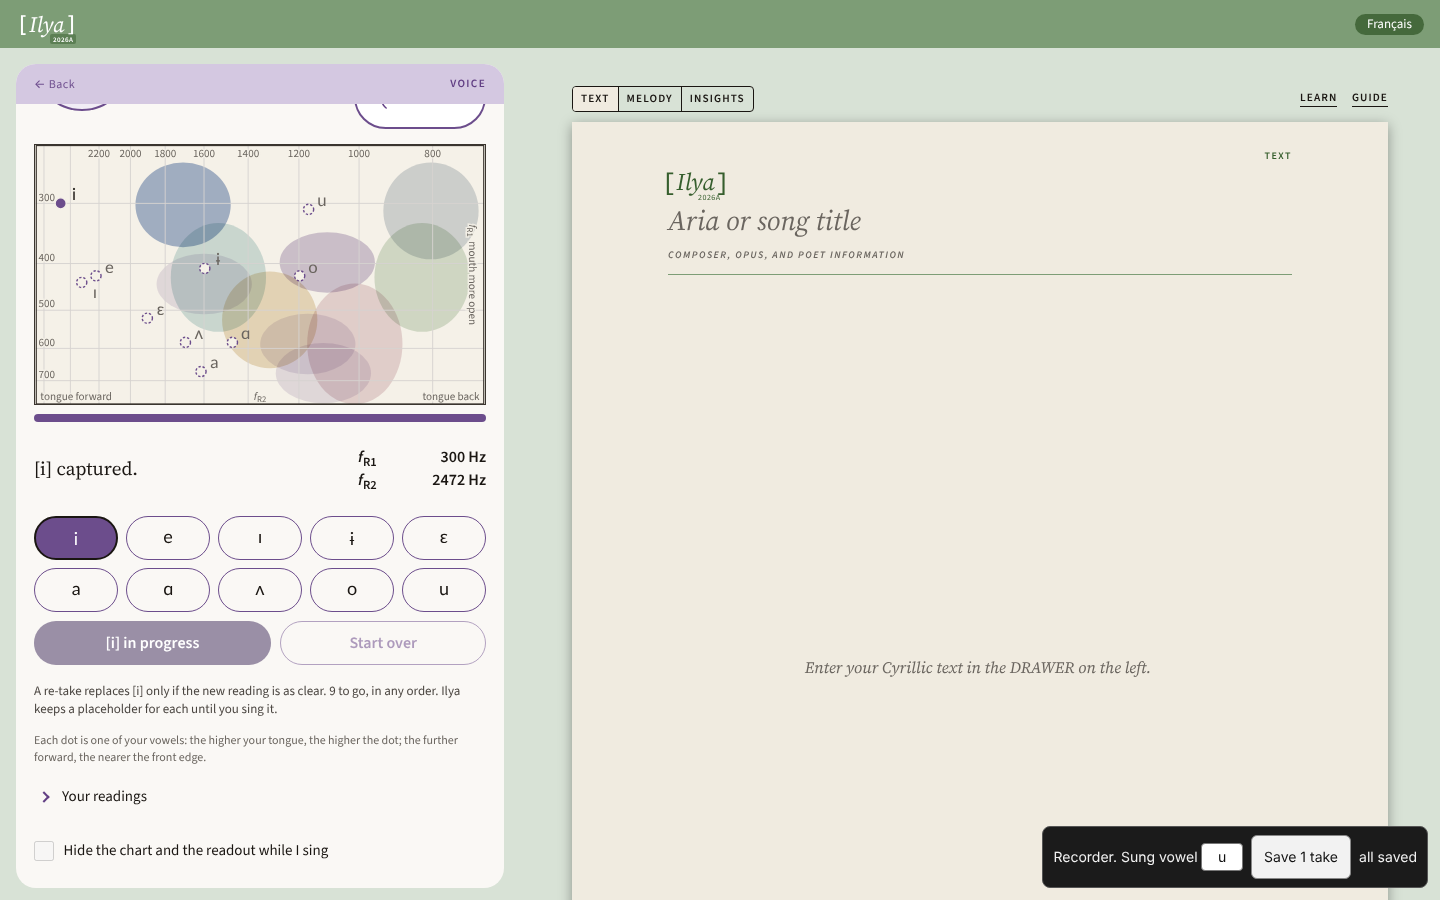 [Ilya]
2026A
Français
← Back
VOICE
2200 2000 1800 1600 1400 1200 1000 800
300
400
500
600
700
i
u
e
ɪ
ɨ
o
ɛ
ʌ
ɑ
a
fR1 mouth more open
tongue forward
fR2
tongue back
[i] captured.
fR1 300 Hz
fR2 2472 Hz
i e ɪ ɨ ɛ
a ɑ ʌ o u
[i] in progress
Start over
A re-take replaces [i] only if the new reading is as clear. 9 to go, in any order. Ilya
keeps a placeholder for each until you sing it.
Each dot is one of your vowels: the higher your tongue, the higher the dot; the further
forward, the nearer the front edge.
Your readings
Hide the chart and the readout while I sing
TEXT MELODY INSIGHTS
LEARN GUIDE
TEXT
[Ilya]
2026A
Aria or song title
COMPOSER, OPUS, AND POET INFORMATION
Enter your Cyrillic text in the DRAWER on the left.
Recorder. Sung vowel u Save 1 take all saved